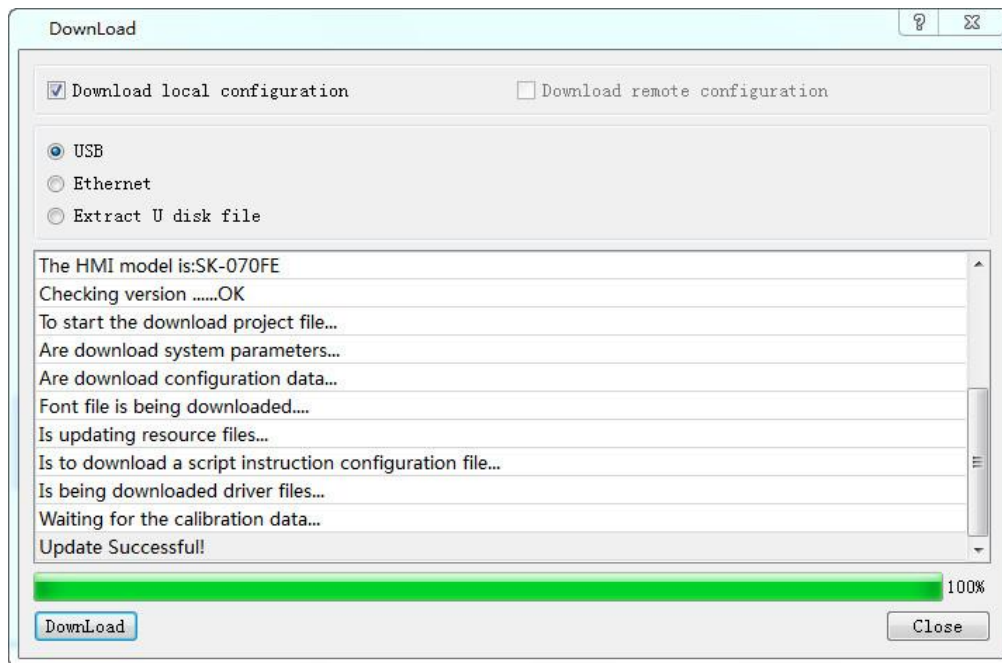 DownLoad
Download local configuration Download remote configuration
USB
Ethernet
Extract U disk file
The HMI model is:SK-070FE
Checking version ......OK
To start the download project file...
Are download system parameters...
Are download configuration data...
Font file is being downloaded....
Is updating resource files...
Is to download a script instruction configuration file...
Is being downloaded driver files...
Waiting for the calibration data...
Update Successful!
100%
DownLoad Close